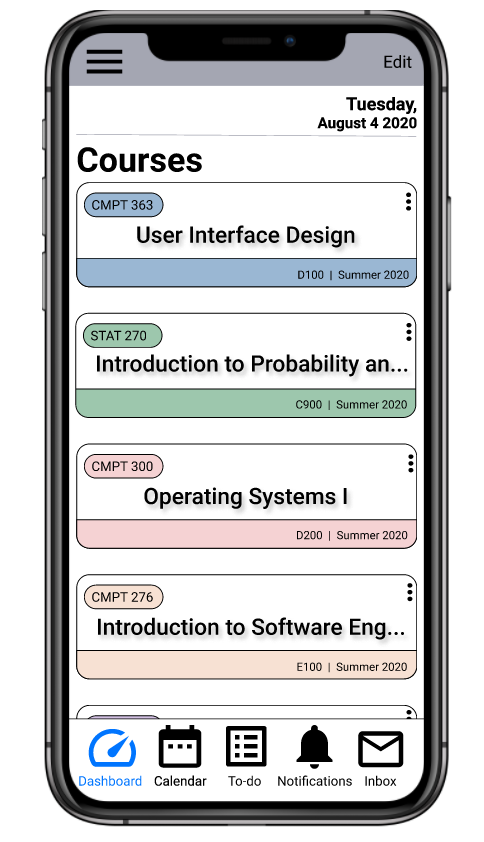 Edit
Tuesday,
August 4 2020
Courses
CMPT 363
User Interface Design
D100 | Summer 2020
STAT 270
Introduction to Probability an...
C900 | Summer 2020
CMPT 300
Operating Systems I
D200 | Summer 2020
CMPT 276
Introduction to Software Eng...
E100 | Summer 2020
Dashboard Calendar To-do Notifications Inbox